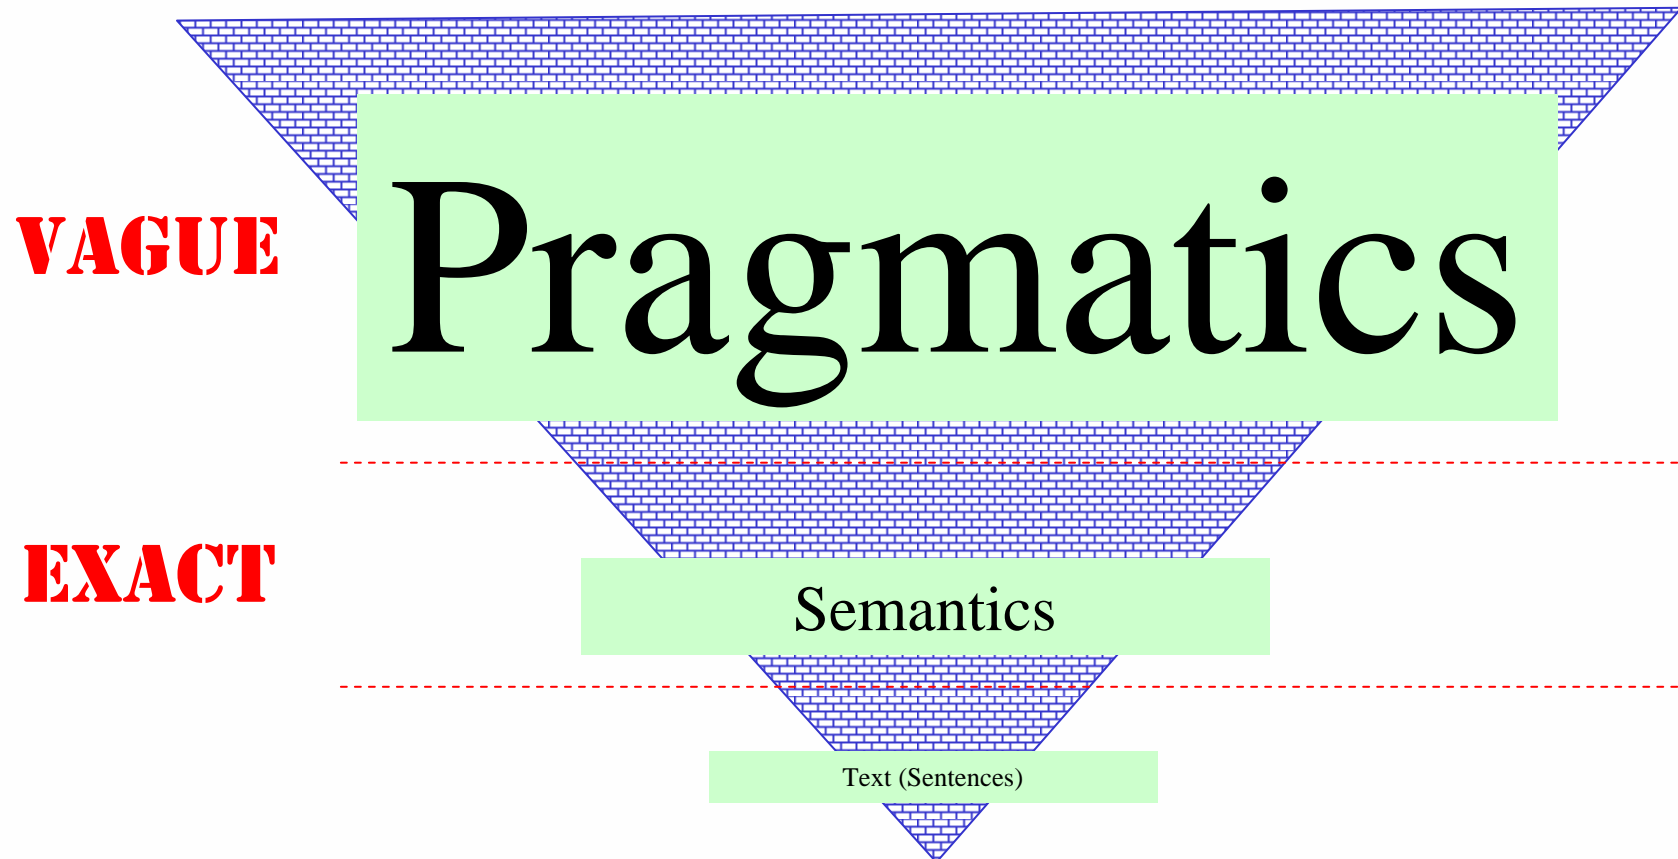 Pragmatics
VAGUE
EXACT
Semantics
Text (Sentences)